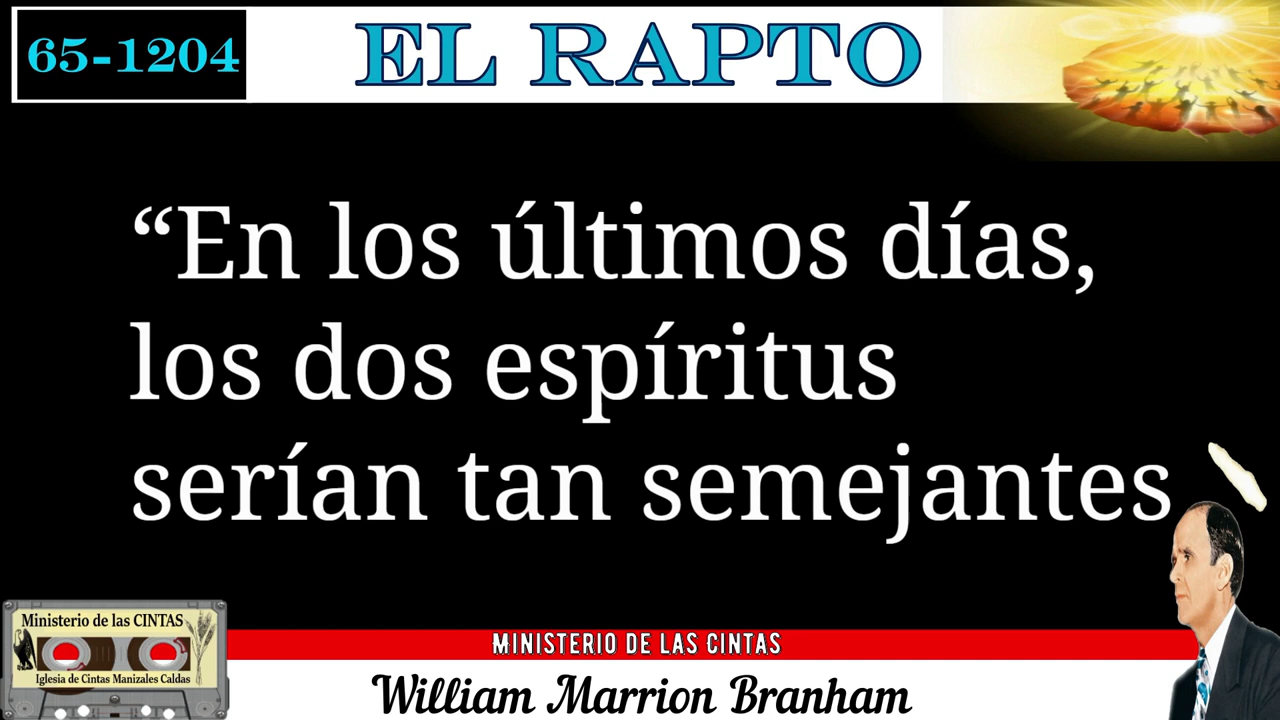 65-1204
EL RAPTO
“En los últimos días,
los dos espíritus
serían tan semejantes
Ministerio de las CINTAS
Iglesia de Cintas Manizales Caldas
MINISTERIO DE LAS CINTAS
William Marrion Branham